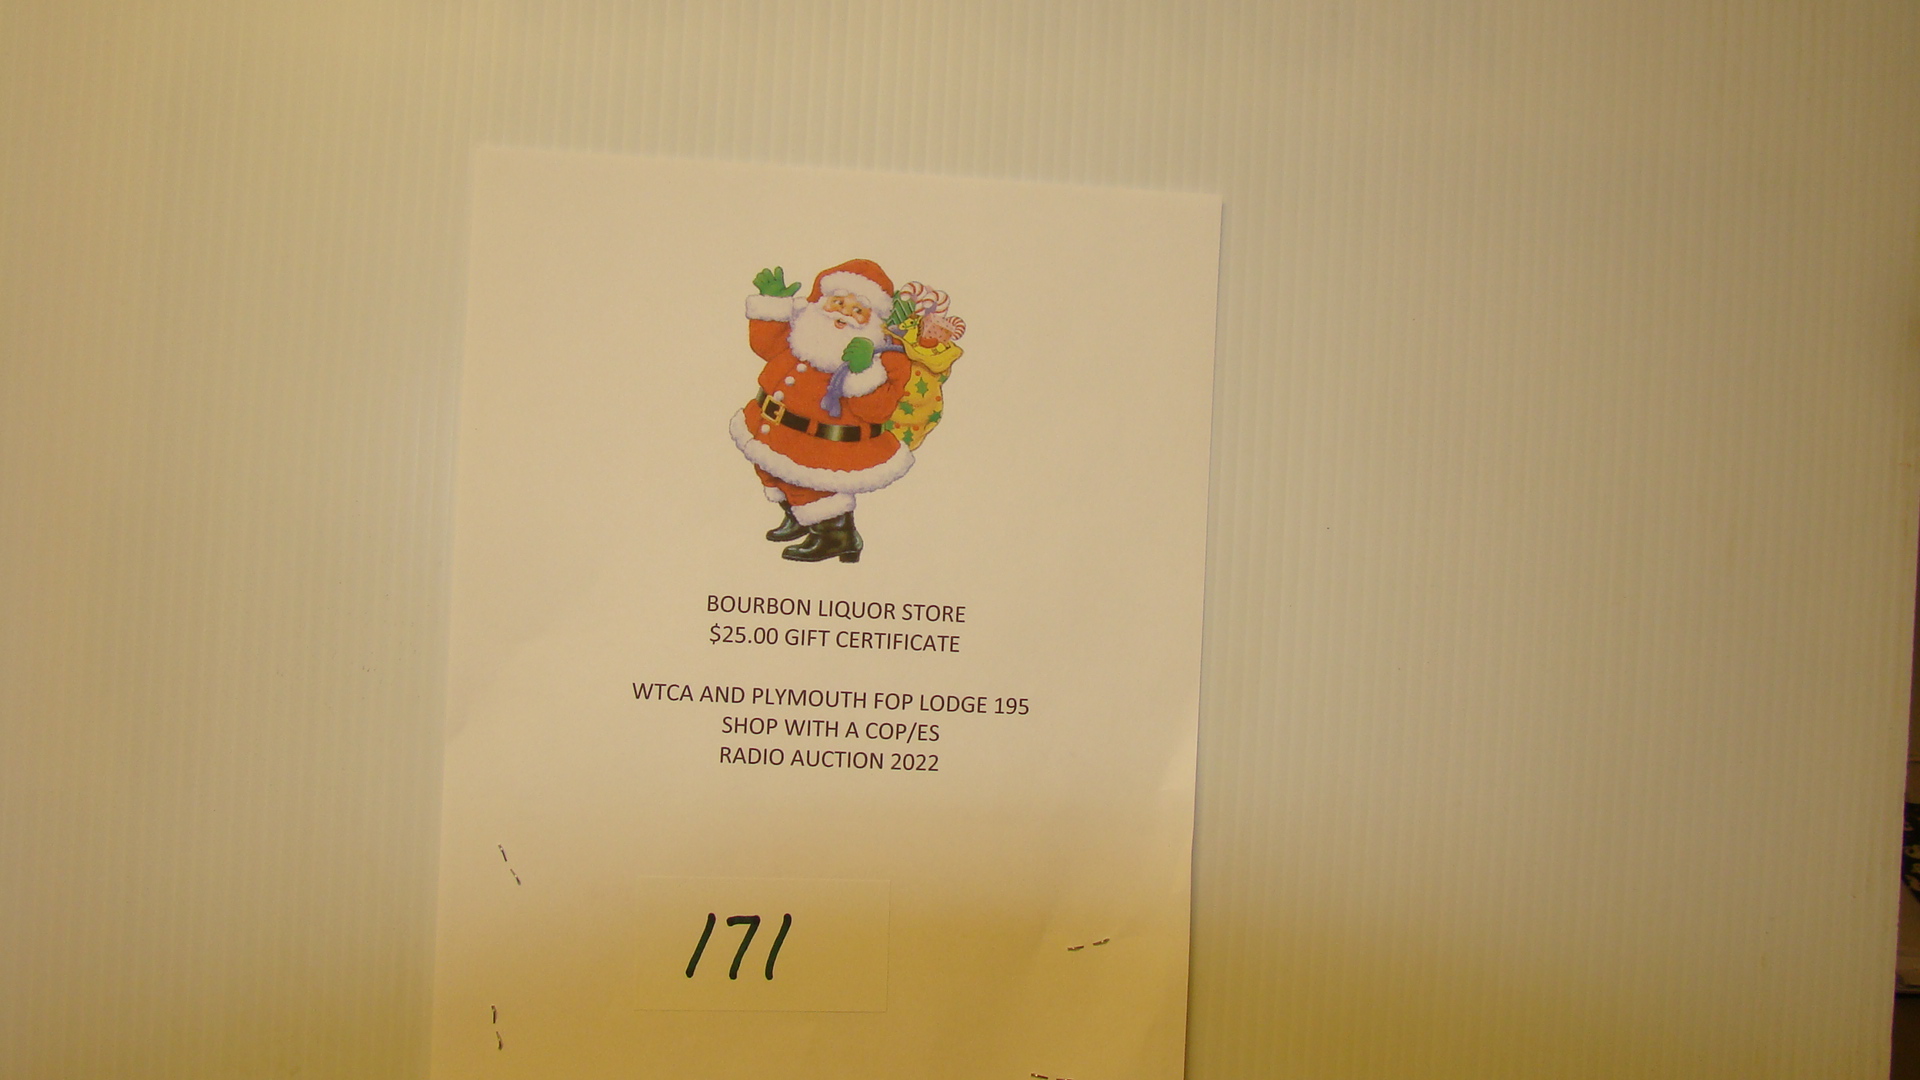 BOURBON LIQUOR STORE
$25.00 GIFT CERTIFICATE
WTCA AND PLYMOUTH FOP LODGE 195
SHOP WITH A COP/ES
RADIO AUCTION 2022
171